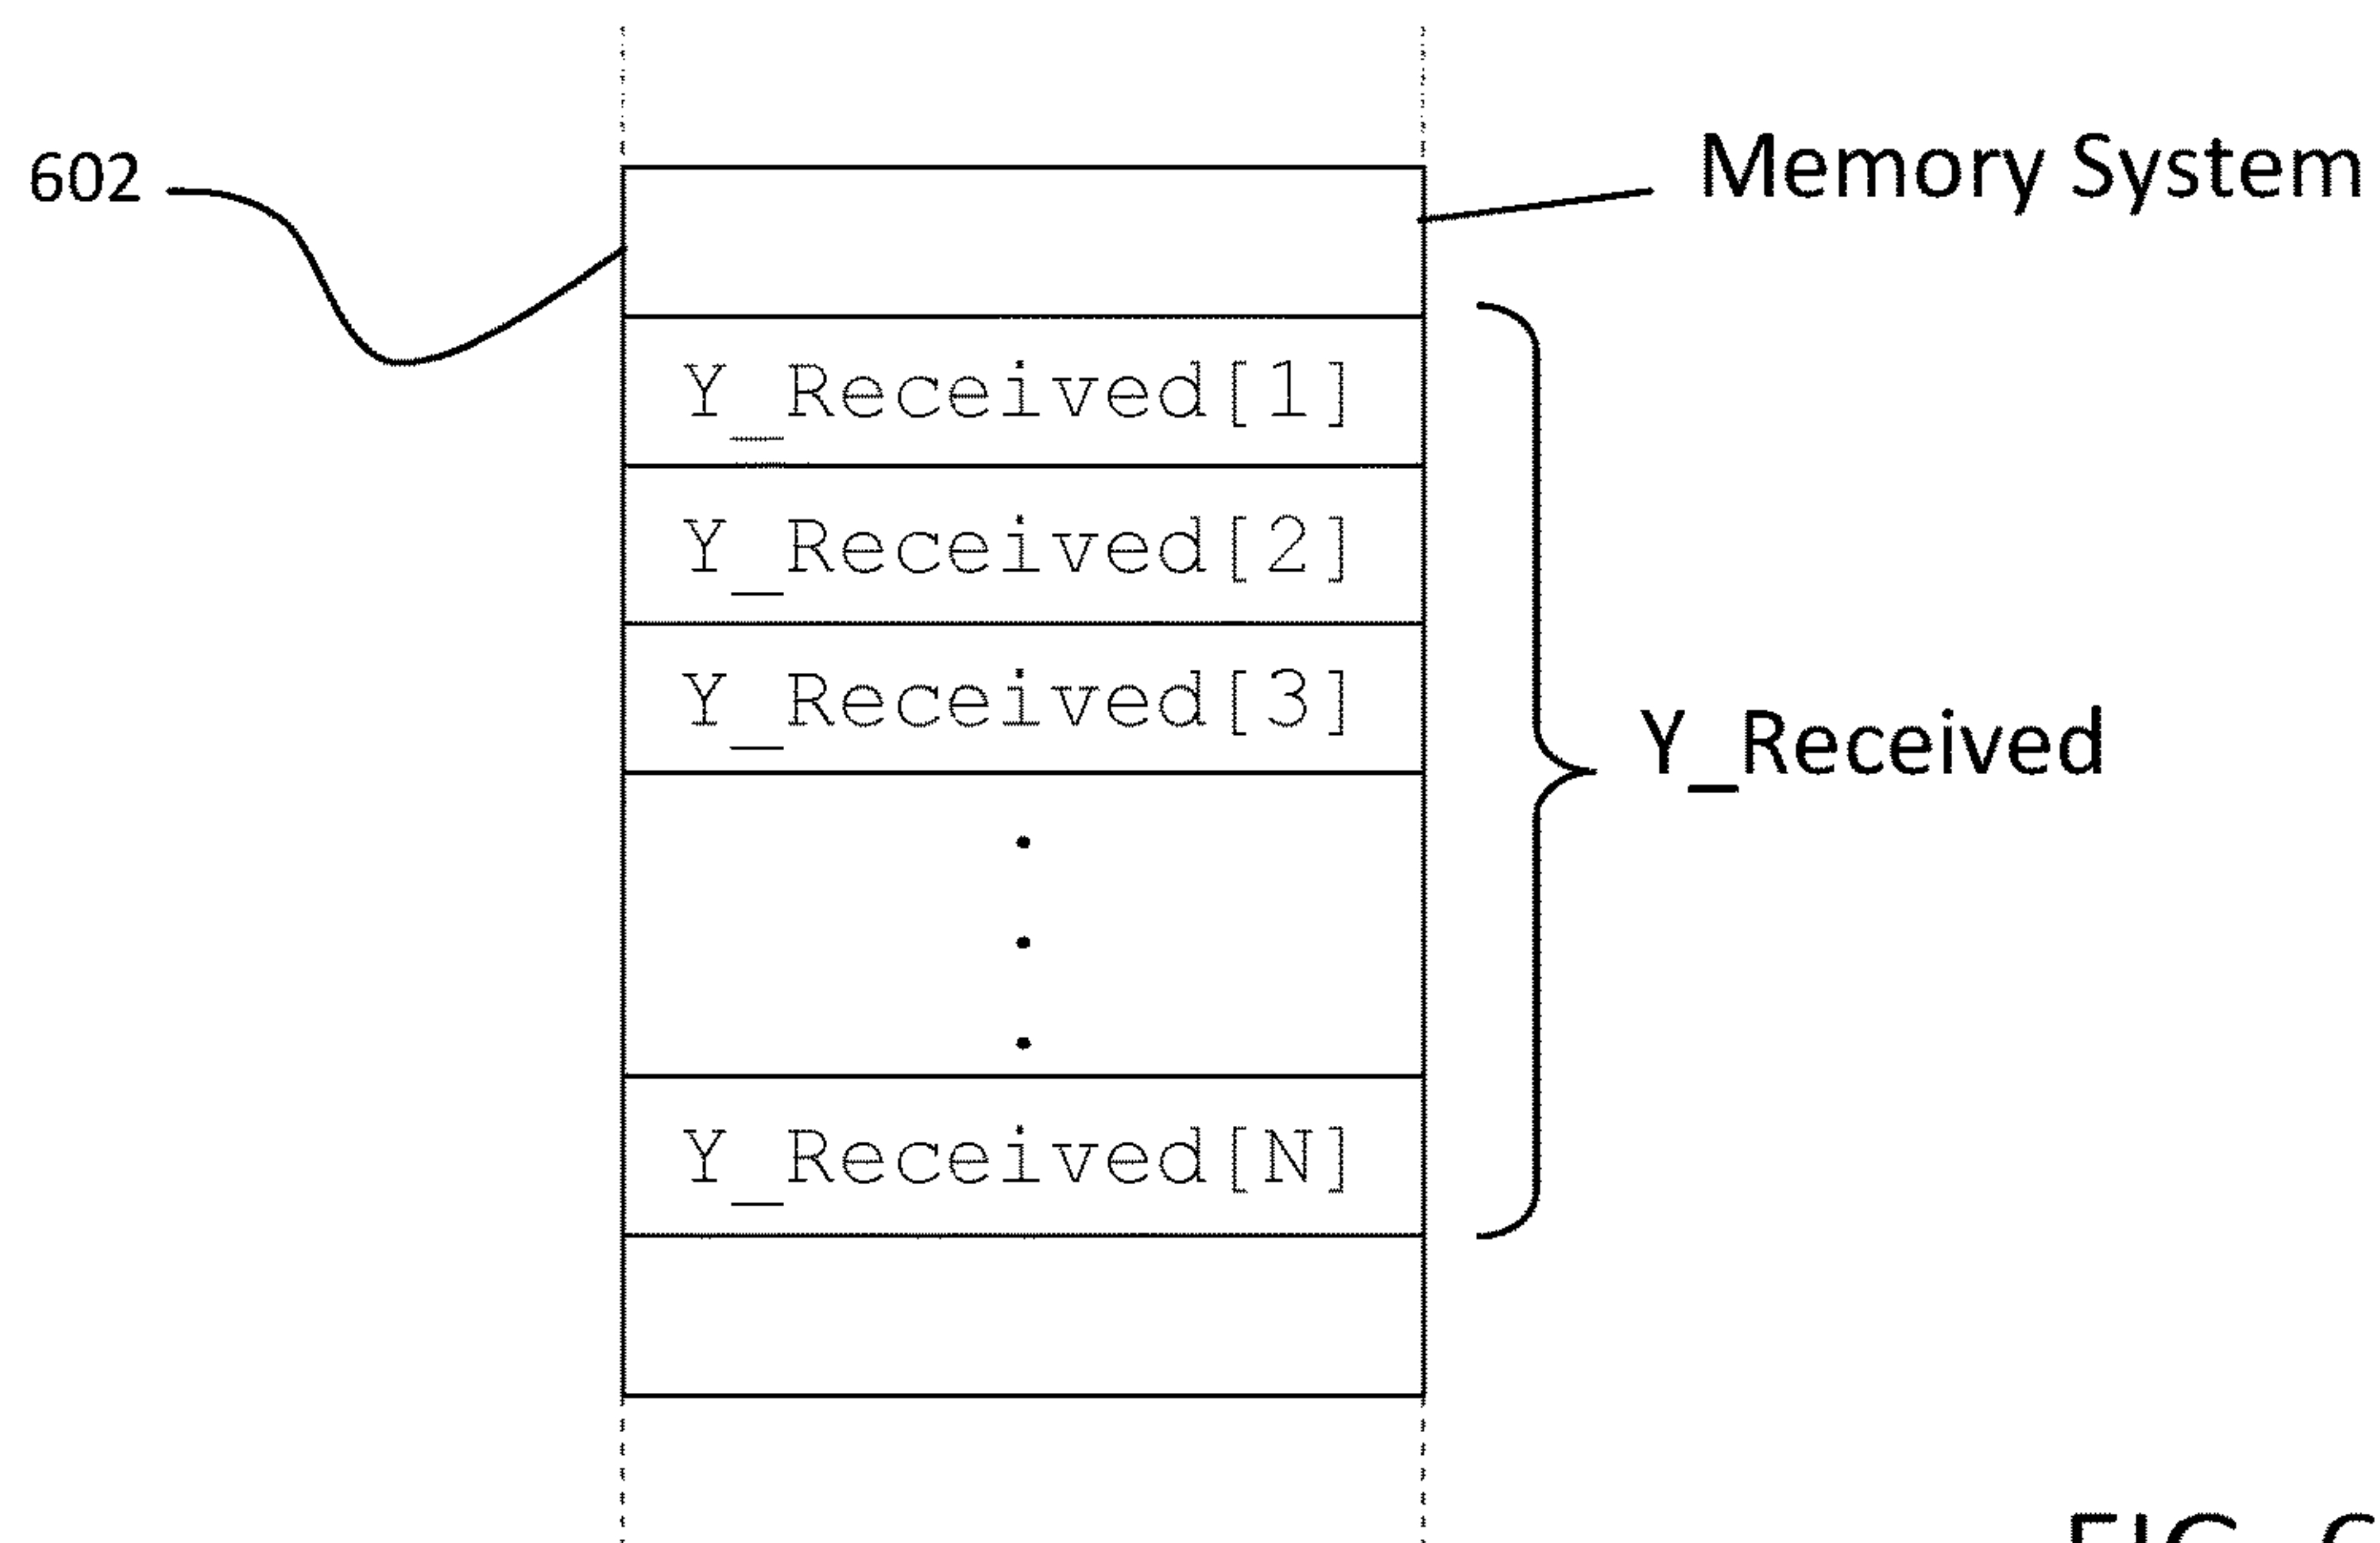 602
Memory System
Y_Received[1]
Y_Received[2]
Y_Received[3]
Y_Received
Y_Received[N]